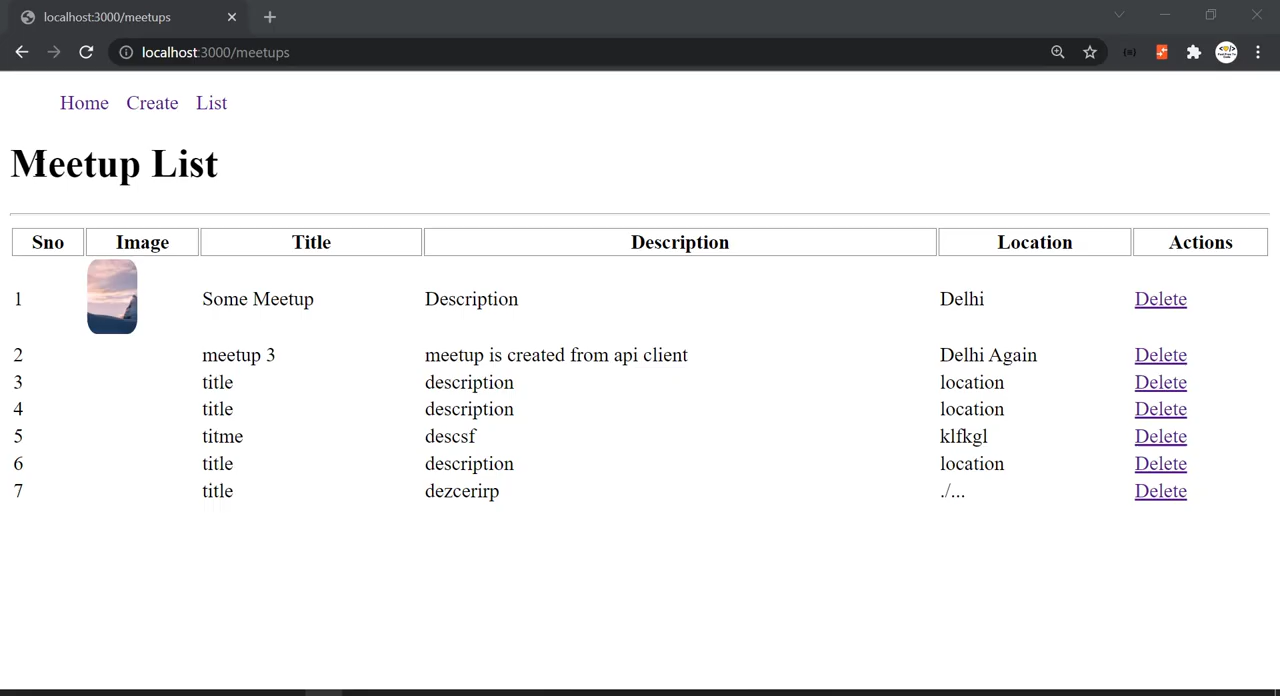 localhost:3000/meetups
localhost:3000/meetups
Home Create List
Meetup List
Sno Image Title Description Location Actions
1 Some Meetup Description Delhi Delete
2 meetup 3 meetup is created from api client Delhi Again Delete
3 title description location Delete
4 title description location Delete
5 titme descsf klfkgl Delete
6 title description location Delete
7 title dezcerirp ./... Delete